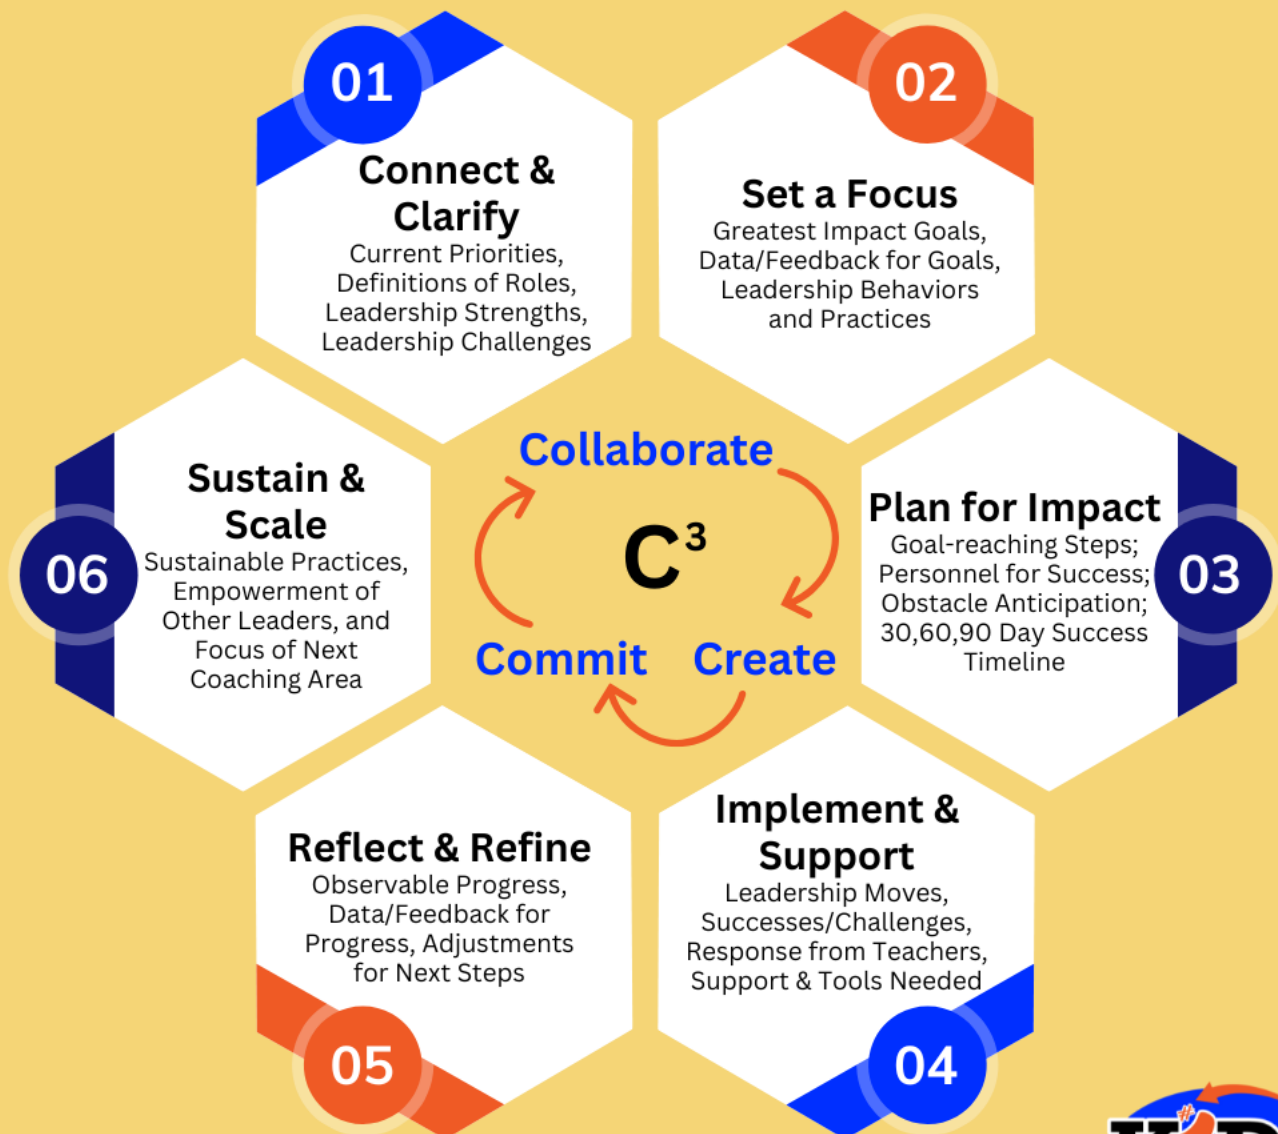 01
Connect &
Clarify
Current Priorities,
Definitions of Roles,
Leadership Strengths,
Leadership Challenges
02
Set a Focus
Greatest Impact Goals,
Data/Feedback for Goals,
Leadership Behaviors
and Practices
03
Plan for Impact
Goal-reaching Steps;
Personnel for Success;
Obstacle Anticipation;
30,60,90 Day Success
Timeline
Implement &
Support
Leadership Moves,
Successes/Challenges,
Response from Teachers,
Support & Tools Needed
04
Reflect & Refine
Observable Progress,
Data/Feedback for
Progress, Adjustments
for Next Steps
05
Sustain &
Scale
06
Sustainable Practices,
Empowerment of
Other Leaders, and
Focus of Next
Coaching Area
Collaborate
C³
Commit
Create